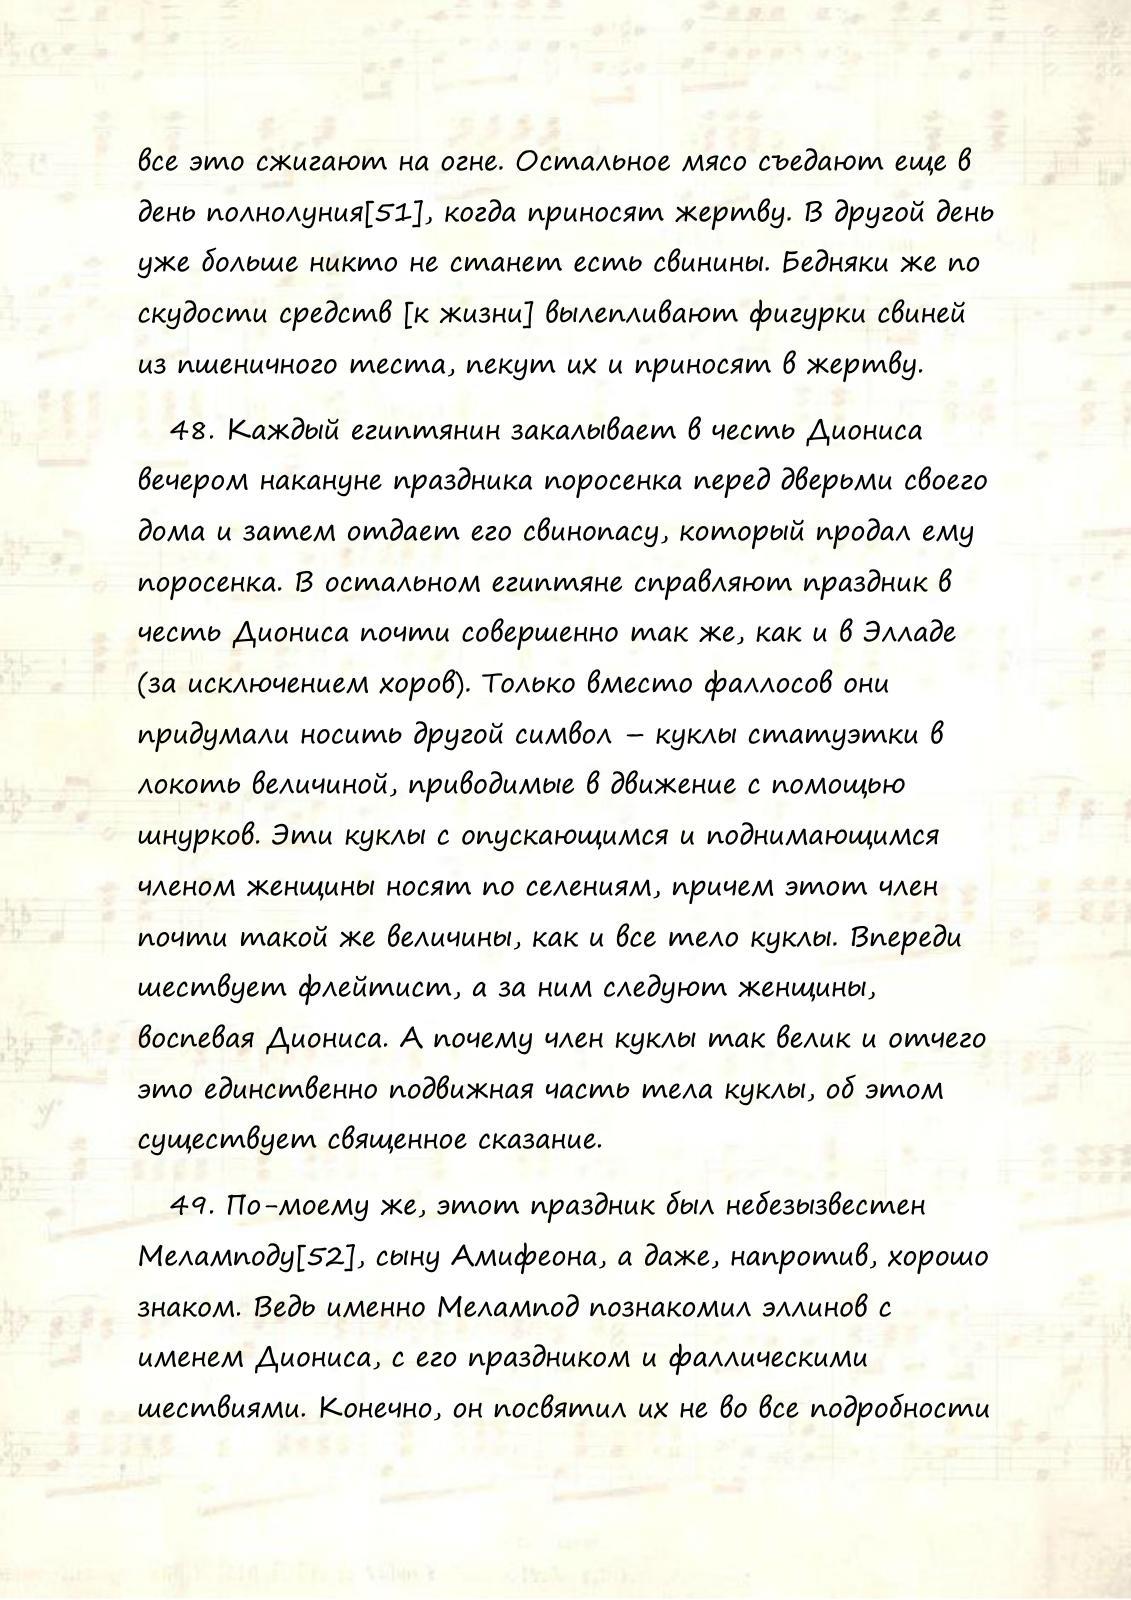 все это сжигают на огне. Остальное мясо съедают еще в
день полнолуния[51], когда приносят жертву. В другой день
уже больше никто не станет есть свинины. Бедняки же по
скудости средств [к жизни] вылепливают фигурки свиней
из пшеничного теста, пекут их и приносят в жертву.
48. Каждый египтянин закалывает в честь Диониса
вечером накануне праздника поросенка перед дверьми своего
дома и затем отдает его свинопасу, который продал ему
поросенка. В остальном египтяне справляют праздник в
честь Диониса почти совершенно так же, как и в Элладе
(за исключением хоров). Только вместо фаллосов они
придумали носить другой символ – куклы статуэтки в
локоть величиной, приводимые в движение с помощью
шнурков. Эти куклы с опускающимся и поднимающимся
членом женщины носят по селениям, причем этот член
почти такой же величины, как и все тело куклы. Впереди
шествует флейтист, а за ним следуют женщины,
воспевая Диониса. А почему член куклы так велик и отчего
это единственно подвижная часть тела куклы, об этом
существует священное сказание.
49. По-моему же, этот праздник был небезызвестен
Мелампод­у[52], сыну Амифеона, а даже, напротив, хорошо
знаком. Ведь именно Мелампод познакомил эллинов с
именем Диониса, с его праздником и фаллическими
шествиями. Конечно, он посвятил их не во все подробности